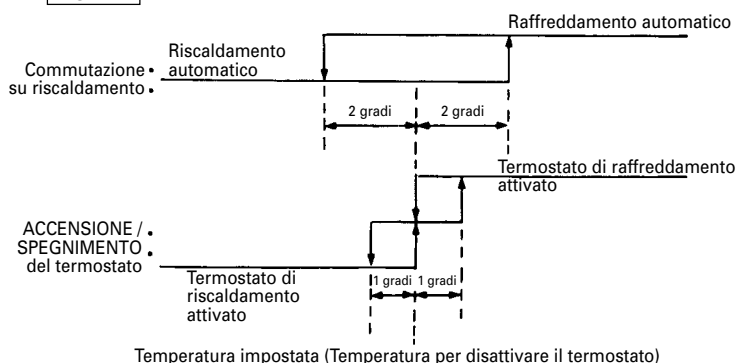 Raffreddamento automatico
Riscaldamento
automatico
Commutazione •
su riscaldamento •
2 gradi
2 gradi
Termostato di raffreddamento
attivato
ACCENSIONE / •
SPEGNIMENTO •
del termostato
Termostato di
riscaldamento
attivato
1 gradi
1 gradi
Temperatura impostata (Temperatura per disattivare il termostato)